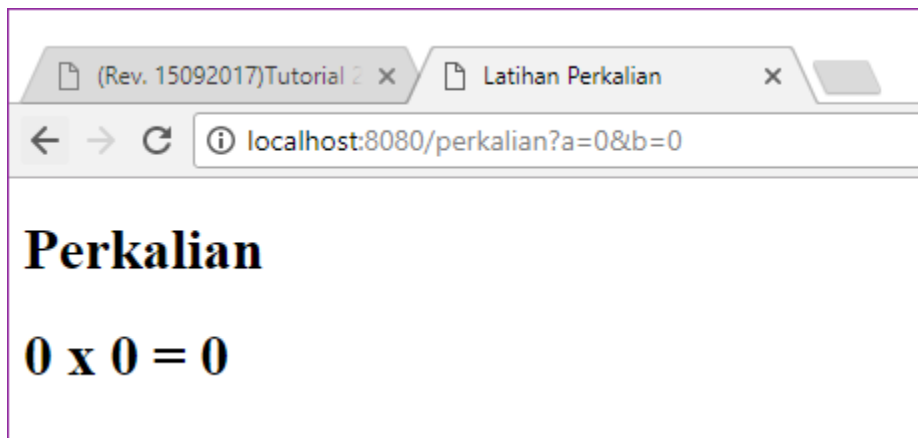 (Rev. 15092017)Tutorial
Latihan Perkalian
localhost:8080/perkalian?a=0&b=0
Perkalian
0 x 0 = 0